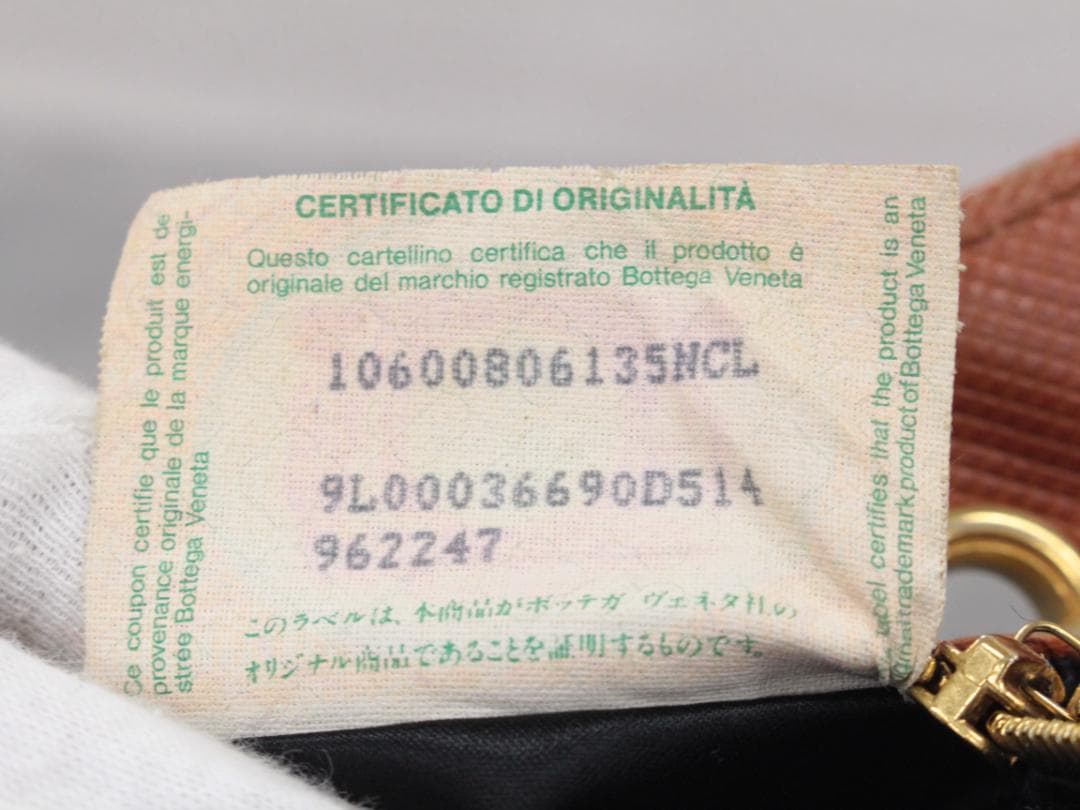 CERTIFICATO DI ORIGINALITÀ
Questo cartellino certifica che il prodotto è
originale del marchio registrato Bottega Veneta
10600806135NCL
9L00036690D514
962247
このラベルは、本商品がボッテガ ヴェネタ社の
オリジナル商品であることを証明するものです。
Ce coupon certifie que le produit est de
provenance originale de la marque energi-
strée Bottega Veneta
certifies that the product is an
trademark product of Bottega Veneta